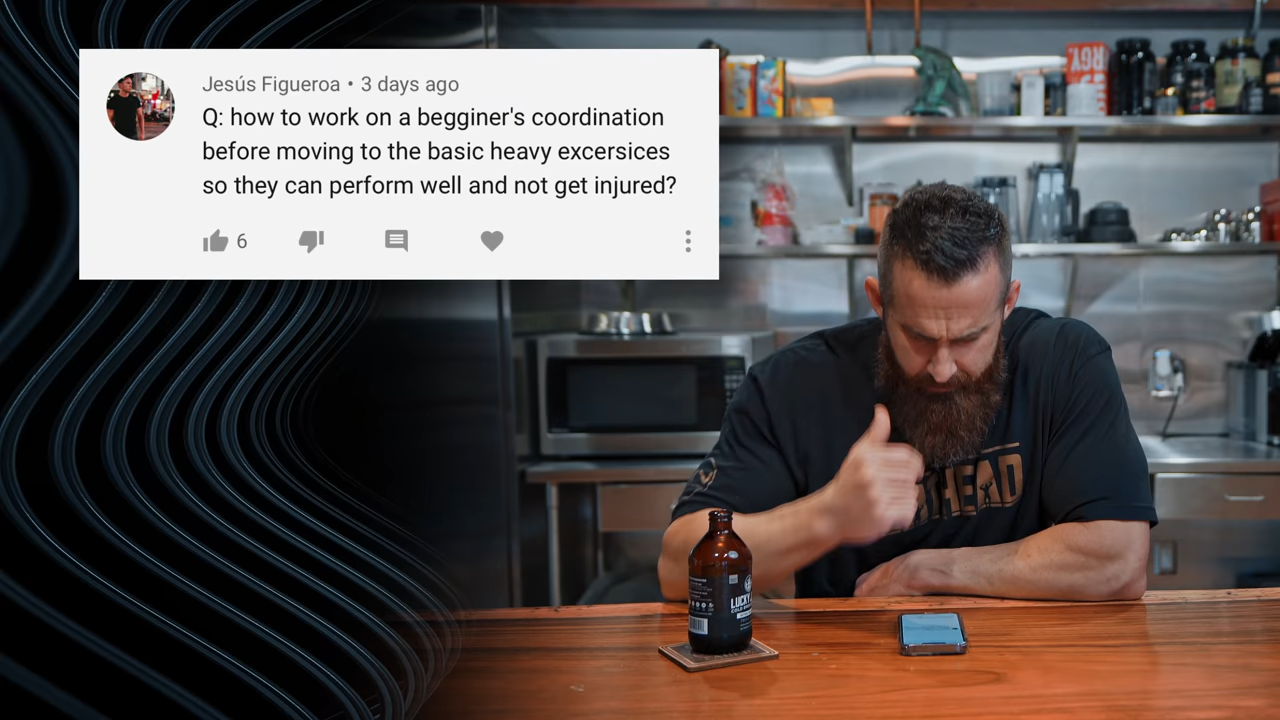 Jesús Figueroa • 3 days ago
Q: how to work on a begginer's coordination
before moving to the basic heavy excersices
so they can perform well and not get injured?
6
HEAD
LUCKY
COLD